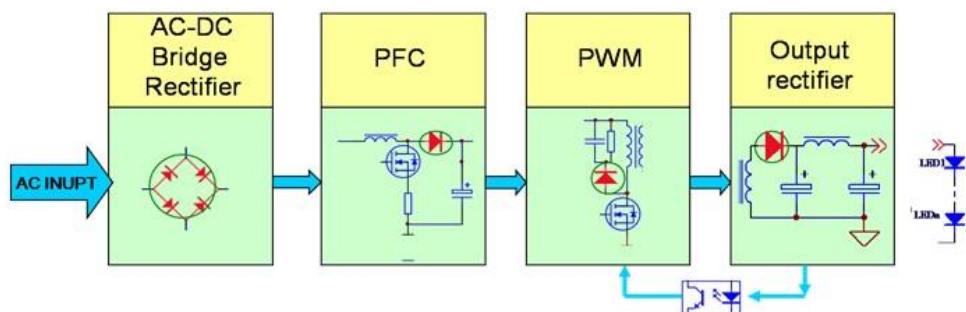 AC-DC
Bridge
Rectifier
PFC
PWM
Output
rectifier
AC INUPT
+
+
+
LED1
LEDn